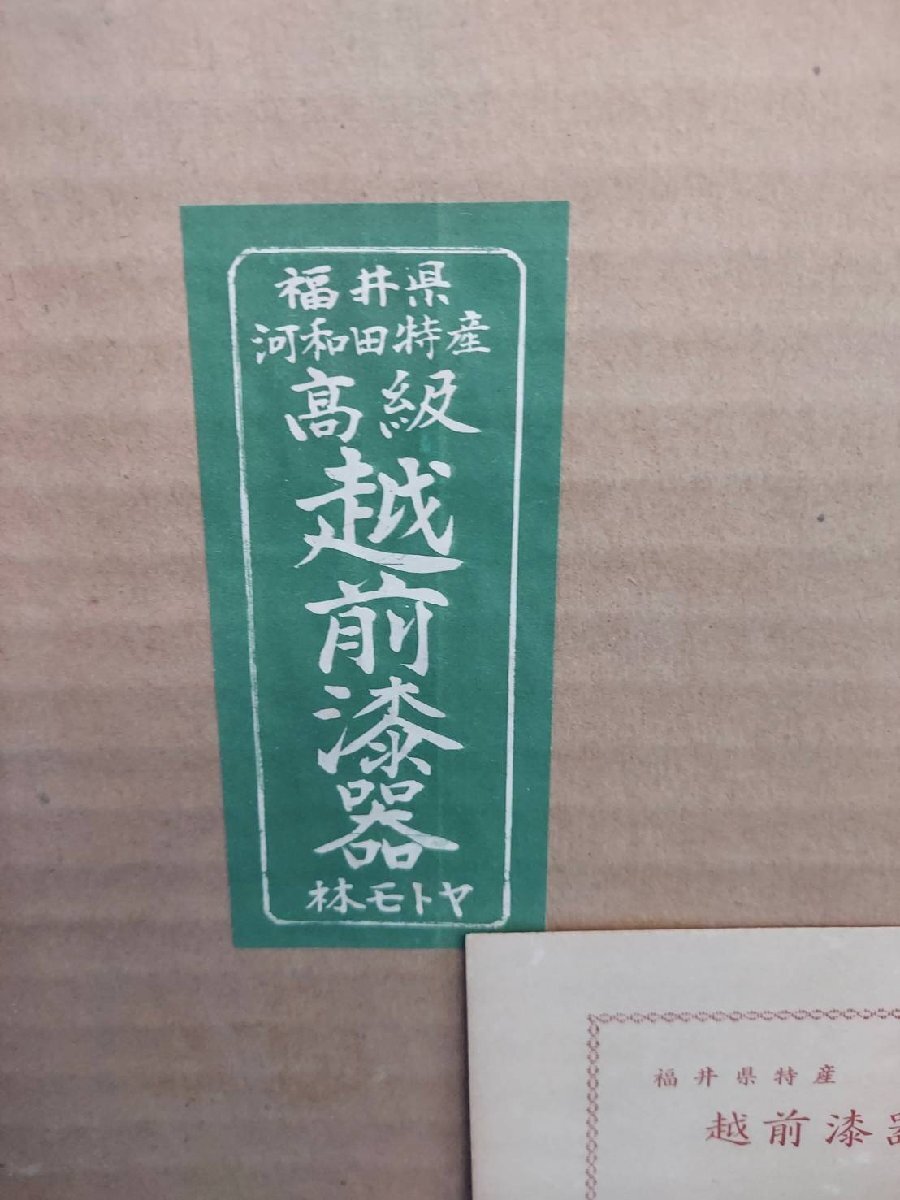 福井県
河和田特産
高級
越前漆器
林モトヤ
福井県特産
越前漆器